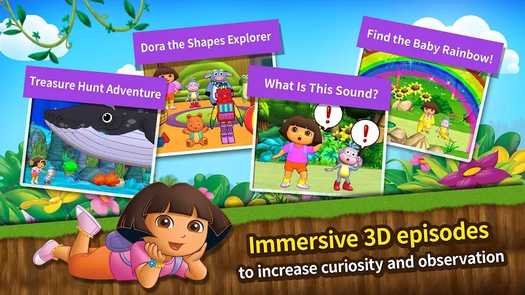 Dora the Shapes Explorer
Find the Baby Rainbow!
Treasure Hunt Adventure
What Is This Sound?
! !
Immersive 3D episodes
to increase curiosity and observation